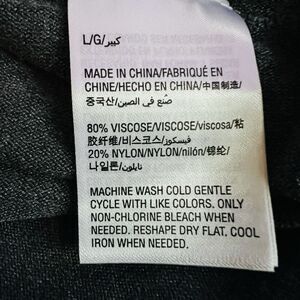 L/G/كبير
MADE IN CHINA/FABRIQUÉ EN
CHINE/HECHO EN CHINA/中国制造/
중국산/صنع في الصين/
80% VISCOSE/VISCOSE/viscosa/粘
胶纤维/비스코스/فيسكوز/
20% NYLON/NYLON/nilón/锦纶/
나일론/نايلون/
MACHINE WASH COLD GENTLE
CYCLE WITH LIKE COLORS. ONLY
NON-CHLORINE BLEACH WHEN
NEEDED. RESHAPE DRY FLAT. COOL
IRON WHEN NEEDED.